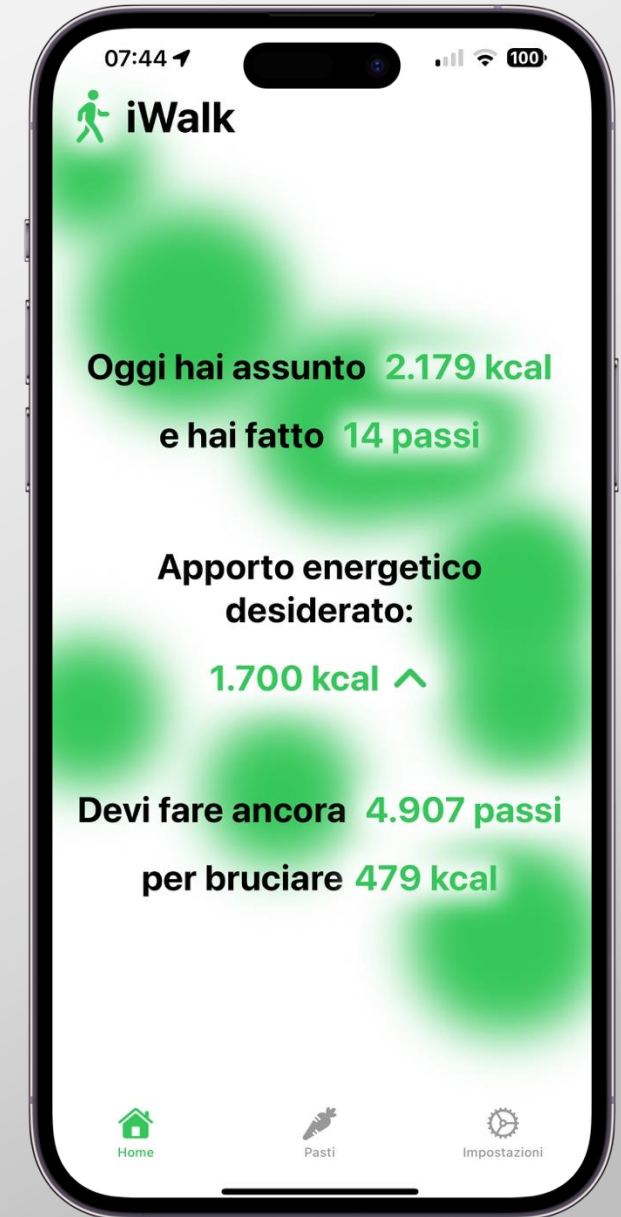 07:44
100
iWalk
Oggi hai assunto 2.179 kcal
e hai fatto 14 passi
Apporto energetico
desiderato:
1.700 kcal
Devi fare ancora 4.907 passi
per bruciare 479 kcal
Home Pasti Impostazioni